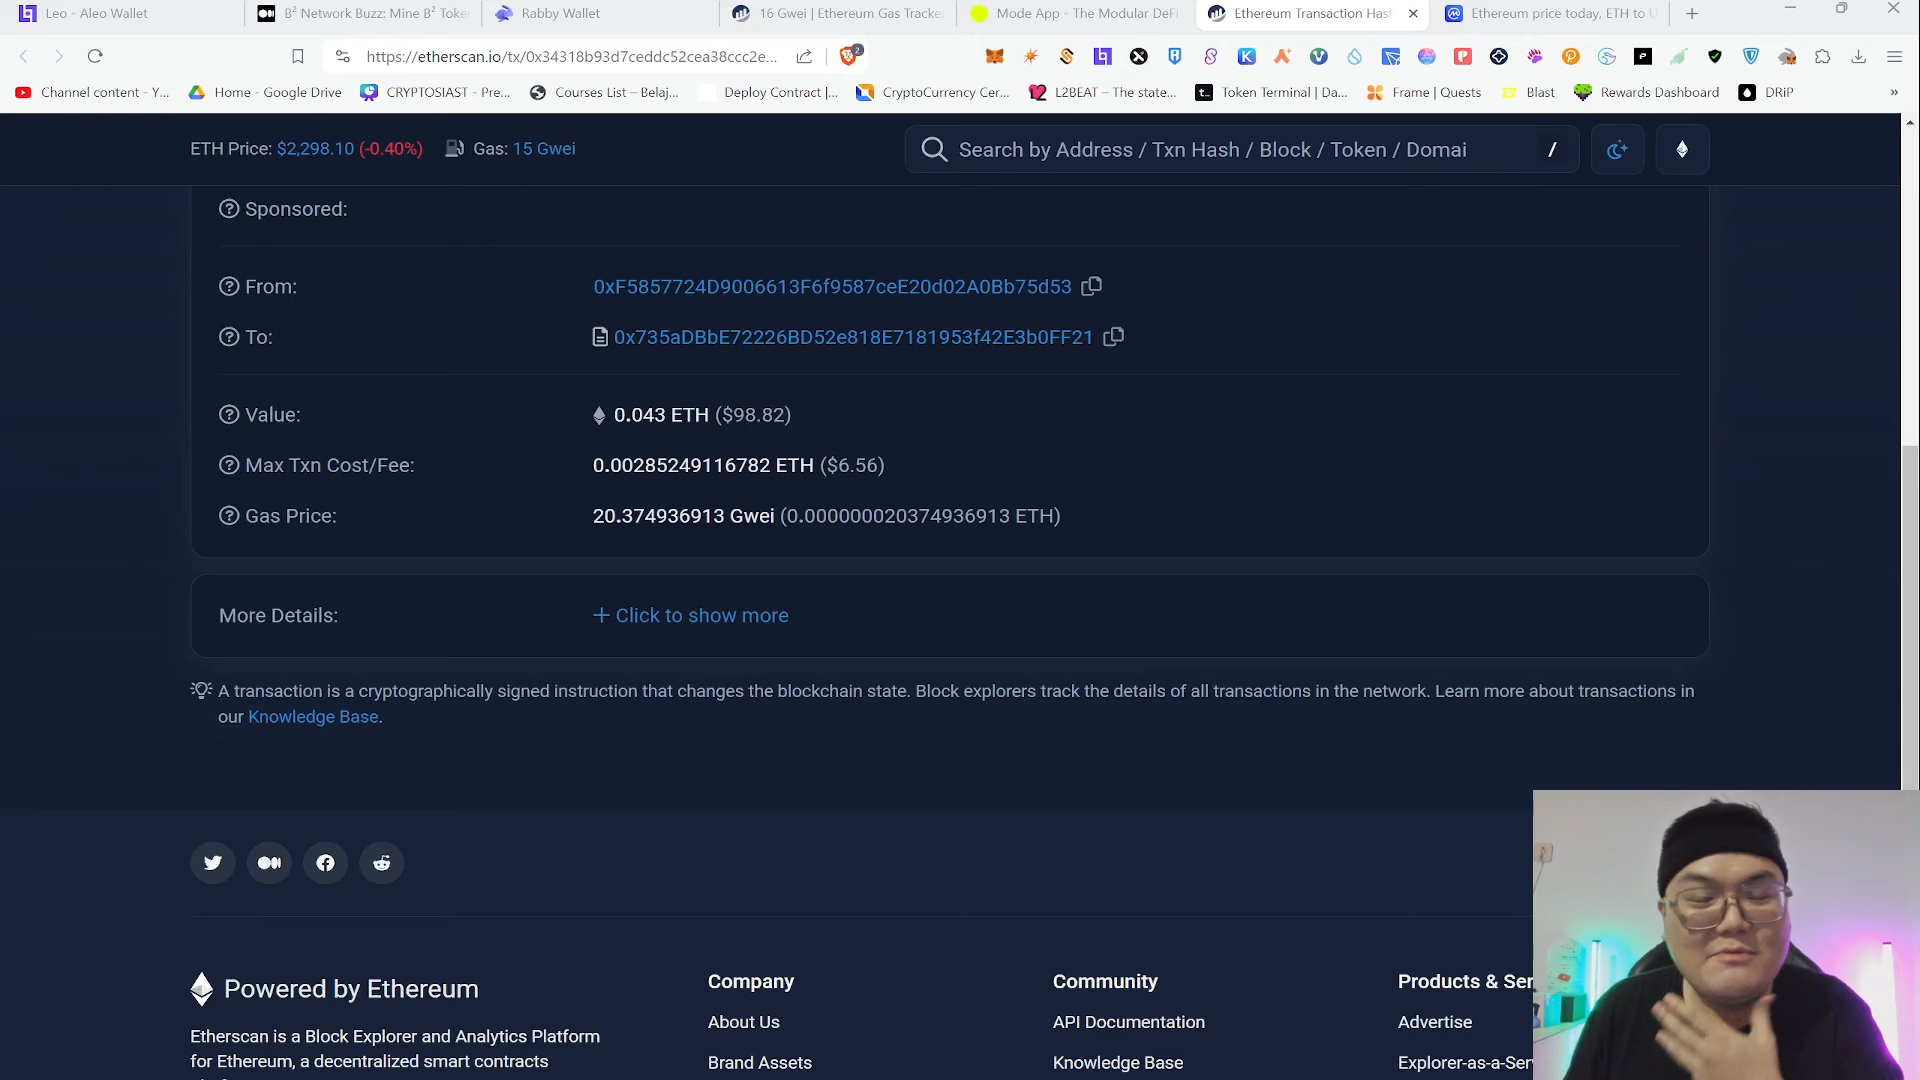 Leo - Aleo Wallet
B² Network Buzz: Mine B² Toke
Rabby Wallet
16 Gwei | Ethereum Gas Tracker
Mode App - The Modular DeFi
Ethereum Transaction Hash
Ethereum price today, ETH to U
https://etherscan.io/tx/0x34318b93d7ceddc52cea38ccc2e...
2
Channel content - Y...
Home - Google Drive
CRYPTOSIAST - Pre...
Courses List – Belaj...
Deploy Contract |...
CryptoCurrency Cer...
L2BEAT – The state...
Token Terminal | Da...
Frame | Quests
Blast
Rewards Dashboard
DRiP
»
ETH Price: $2,298.10 (-0.40%)
Gas: 15 Gwei
Search by Address / Txn Hash / Block / Token / Domai
/
Sponsored:
From:
0xF5857724D9006613F6f9587ceE20d02A0Bb75d53
To:
0x735aDBbE72226BD52e818E7181953f42E3b0FF21
Value:
0.043 ETH ($98.82)
Max Txn Cost/Fee:
0.00285249116782 ETH ($6.56)
Gas Price:
20.374936913 Gwei (0.000000020374936913 ETH)
More Details:
+ Click to show more
A transaction is a cryptographically signed instruction that changes the blockchain state. Block explorers track the details of all transactions in the network. Learn more about transactions in
our Knowledge Base.
Powered by Ethereum
Etherscan is a Block Explorer and Analytics Platform
for Ethereum, a decentralized smart contracts
Company
About Us
Brand Assets
Community
API Documentation
Knowledge Base
Products & Ser
Advertise
Explorer-as-a-Ser